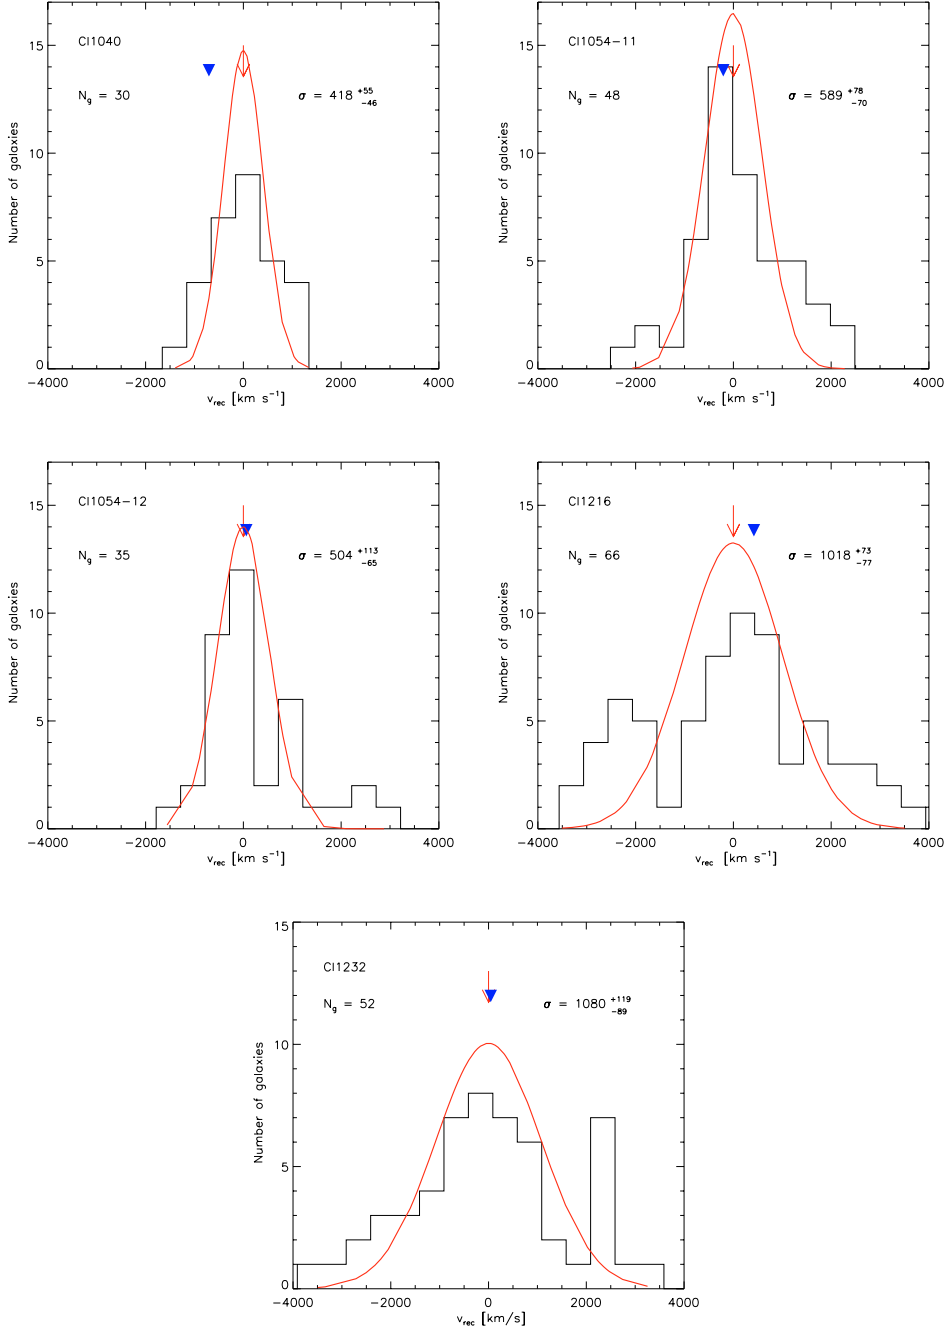 Cl1040
N_g = 30
σ = 418 +55 −46
15
10
5
0
Number of galaxies
−4000 −2000 0 2000 4000
v_rec [km s⁻¹]
Cl1054−11
N_g = 48
σ = 589 +78 −70
15
10
5
0
Number of galaxies
−4000 −2000 0 2000 4000
v_rec [km s⁻¹]
Cl1054−12
N_g = 35
σ = 504 +113 −65
15
10
5
0
Number of galaxies
−4000 −2000 0 2000 4000
v_rec [km s⁻¹]
Cl1216
N_g = 66
σ = 1018 +73 −77
15
10
5
0
Number of galaxies
−4000 −2000 0 2000 4000
v_rec [km s⁻¹]
Cl1232
N_g = 52
σ = 1080 +119 −89
15
10
5
0
Number of galaxies
−4000 −2000 0 2000 4000
v_rec [km/s]